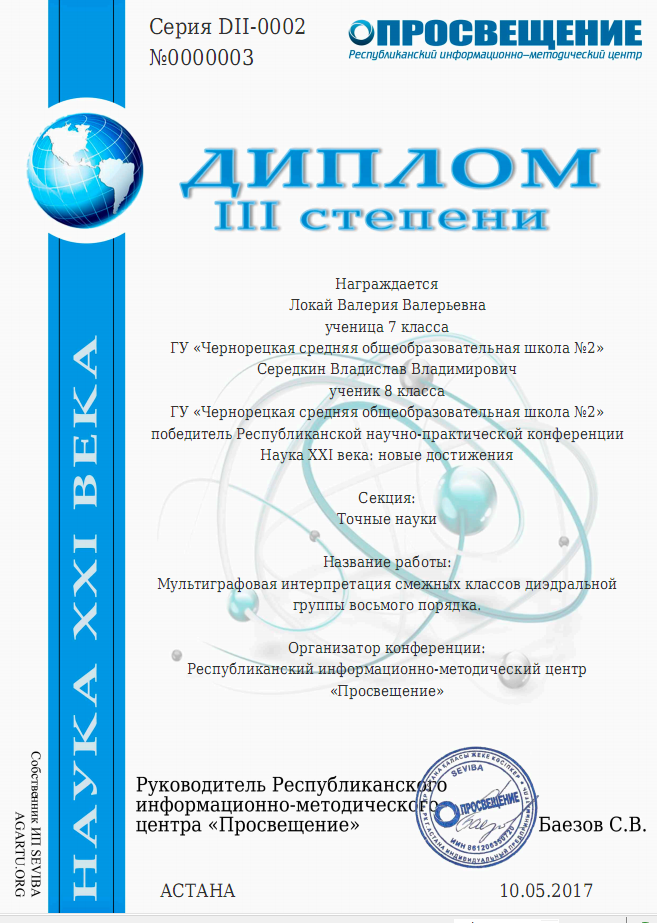 Серия DII-0002
№0000003
ПРОСВЕЩЕНИЕ
Республиканский информационно-методический центр
ДИПЛОМ
III степени
Награждается
Локай Валерия Валерьевна
ученица 7 класса
ГУ «Чернорецкая средняя общеобразовательная школа №2»
Середкин Владислав Владимирович
ученик 8 класса
ГУ «Чернорецкая средняя общеобразовательная школа №2»
победитель Республиканской научно-практической конференции
Наука XXI века: новые достижения
Секция:
Точные науки
Название работы:
Мультиграфовая интерпретация смежных классов диэдральной
группы восьмого порядка.
Организатор конференции:
Республиканский информационно-методический центр
«Просвещение»
НАУКА XXI ВЕКА
Собственник ИП SEVIBA
AGARTU.ORG
Руководитель Республиканского
информационно-методического
центра «Просвещение»
SEVIBA
ПРОСВЕЩЕНИЕ
Баезов С.В.
АСТАНА
10.05.2017